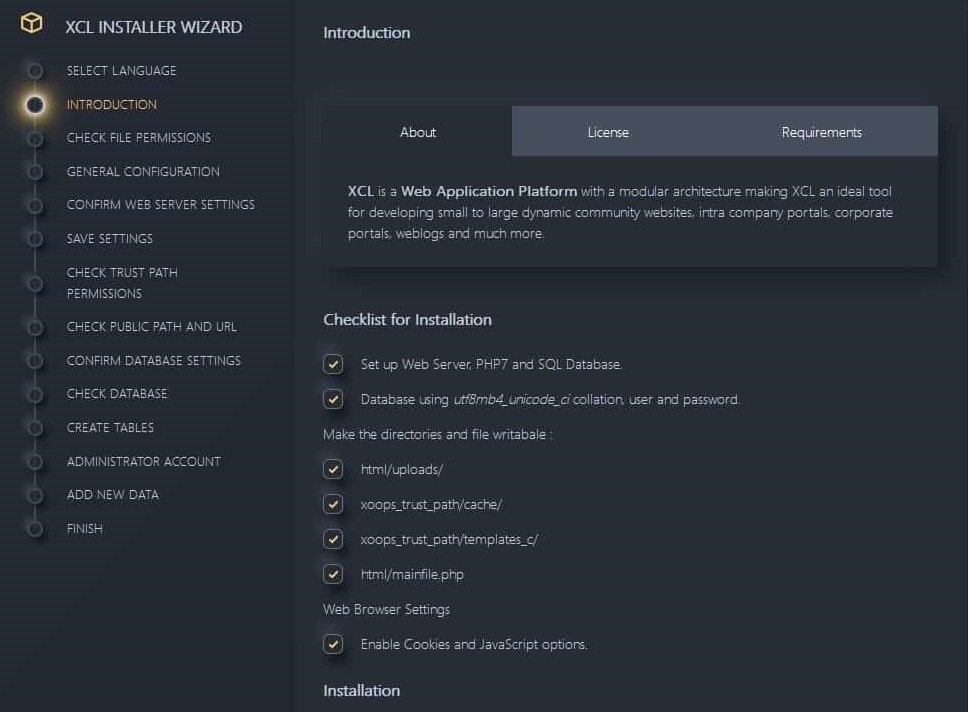 XCL INSTALLER WIZARD
SELECT LANGUAGE
INTRODUCTION
CHECK FILE PERMISSIONS
GENERAL CONFIGURATION
CONFIRM WEB SERVER SETTINGS
SAVE SETTINGS
CHECK TRUST PATH
PERMISSIONS
CHECK PUBLIC PATH AND URL
CONFIRM DATABASE SETTINGS
CHECK DATABASE
CREATE TABLES
ADMINISTRATOR ACCOUNT
ADD NEW DATA
FINISH
Introduction
About License Requirements
XCL is a Web Application Platform with a modular architecture making XCL an ideal tool
for developing small to large dynamic community websites, intra company portals, corporate
portals, weblogs and much more.
Checklist for Installation
Set up Web Server, PHP7 and SQL Database.
Database using utf8mb4_unicode_ci collation, user and password.
Make the directories and file writabale :
html/uploads/
xoops_trust_path/cache/
xoops_trust_path/templates_c/
html/mainfile.php
Web Browser Settings
Enable Cookies and JavaScript options.
Installation